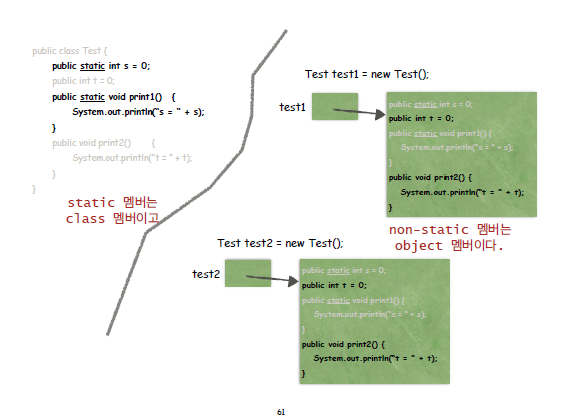 public class Test {
public static int s = 0;
public int t = 0;
public static void print1() {
System.out.println("s = " + s);
}
public void print2() {
System.out.println("t = " + t);
}
}
static 멤버는
class 멤버이고
Test test1 = new Test();
test1
public static int s = 0;
public int t = 0;
public static void print1() {
System.out.println("s = " + s);
}
public void print2() {
System.out.println("t = " + t);
}
non-static 멤버는
object 멤버이다.
Test test2 = new Test();
test2
public static int s = 0;
public int t = 0;
public static void print1() {
System.out.println("s = " + s);
}
public void print2() {
System.out.println("t = " + t);
}
61